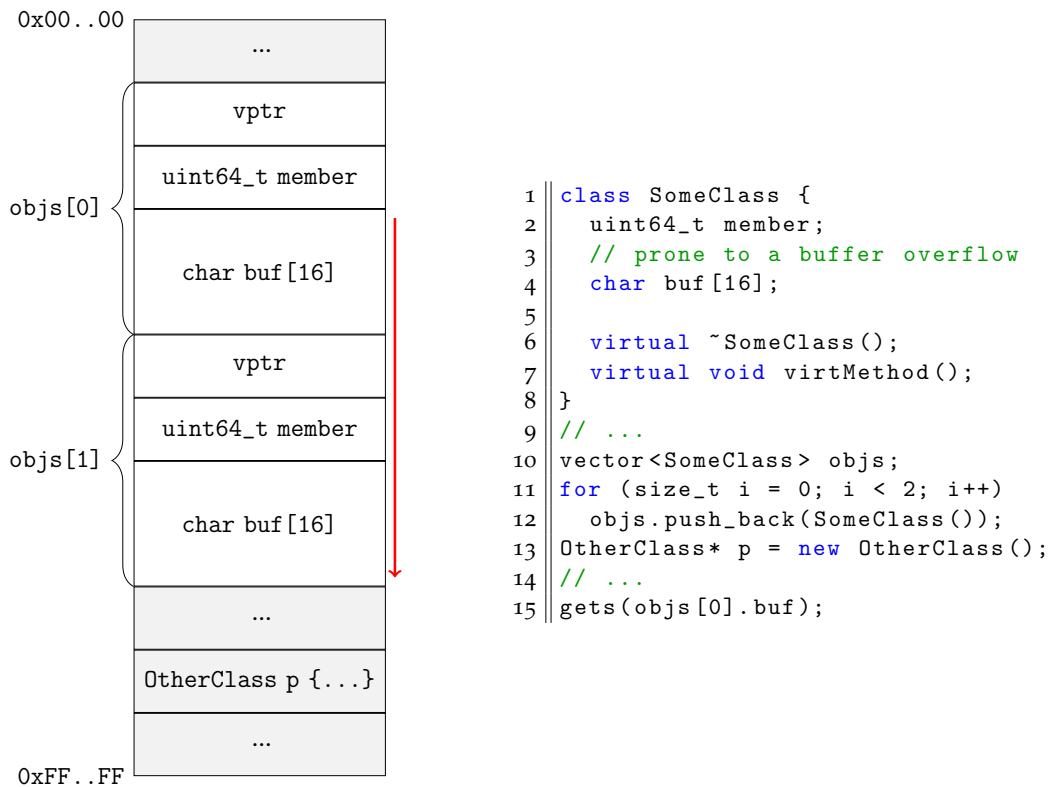 0x00..00
...
vptr
uint64_t member
objs[0]
char buf[16]
vptr
uint64_t member
objs[1]
char buf[16]
...
OtherClass p {...}
...
0xFF..FF
1 class SomeClass {
2   uint64_t member;
3   // prone to a buffer overflow
4   char buf[16];
5
6   virtual ~SomeClass();
7   virtual void virtMethod();
8 }
9 // ...
10 vector<SomeClass> objs;
11 for (size_t i = 0; i < 2; i++)
12   objs.push_back(SomeClass());
13 OtherClass* p = new OtherClass();
14 // ...
15 gets(objs[0].buf);